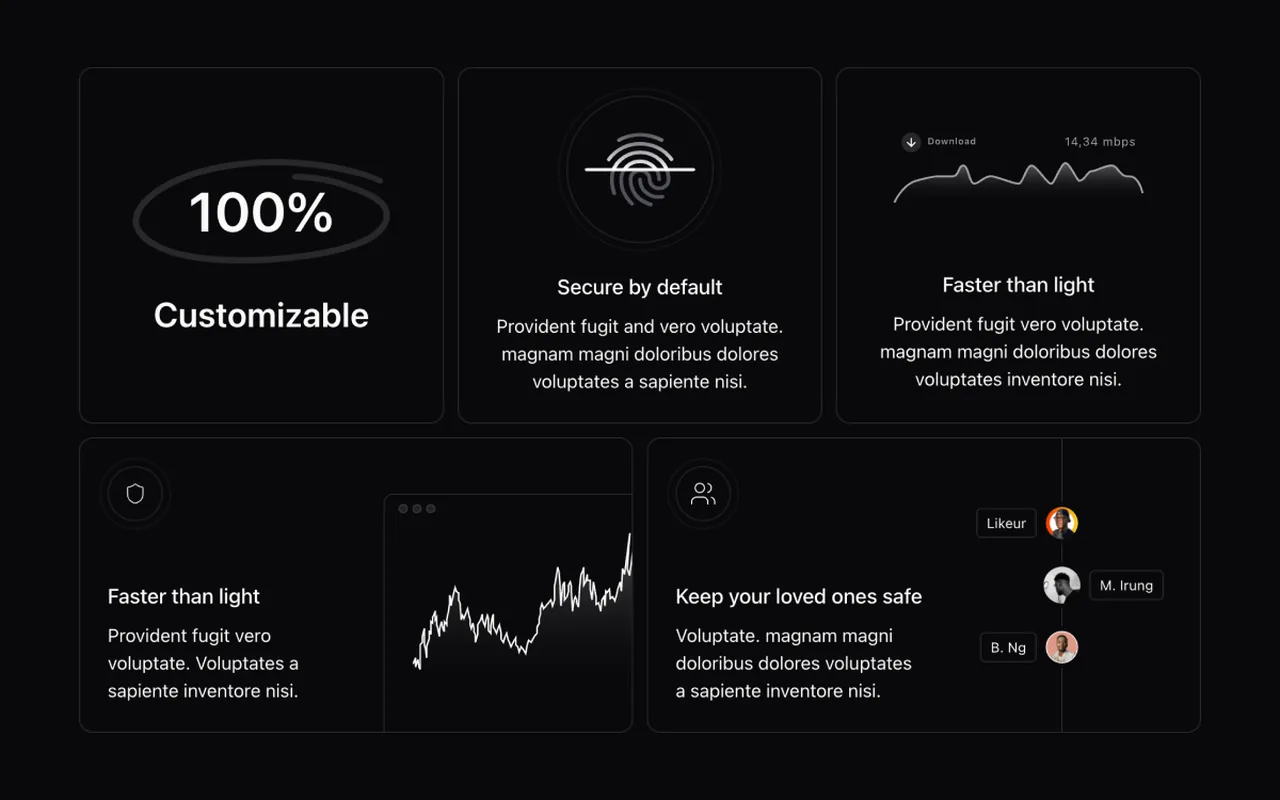 100%
Customizable
Secure by default
Provident fugit and vero voluptate.
magnam magni doloribus dolores
voluptates a sapiente nisi.
Download
14,34 mbps
Faster than light
Provident fugit vero voluptate.
magnam magni doloribus dolores
voluptates inventore nisi.
Faster than light
Provident fugit vero
voluptate. Voluptates a
sapiente inventore nisi.
Keep your loved ones safe
Voluptate. magnam magni
doloribus dolores voluptates
a sapiente inventore nisi.
Likeur
M. Irung
B. Ng